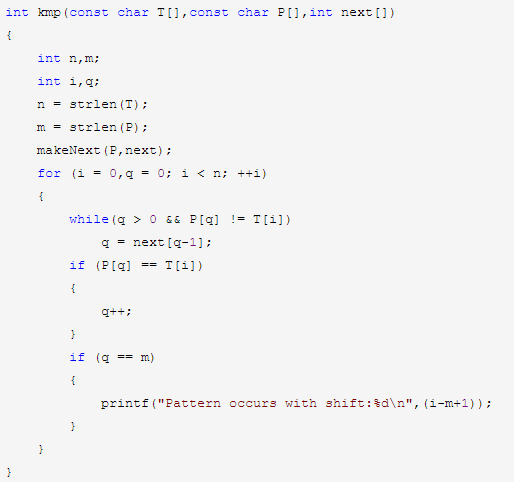 int kmp(const char T[],const char P[],int next[])
{
    int n,m;
    int i,q;
    n = strlen(T);
    m = strlen(P);
    makeNext(P,next);
    for (i = 0,q = 0; i < n; ++i)
    {
        while(q > 0 && P[q] != T[i])
            q = next[q-1];
        if (P[q] == T[i])
        {
            q++;
        }
        if (q == m)
        {
            printf("Pattern occurs with shift:%d\n",(i-m+1));
        }
    }
}